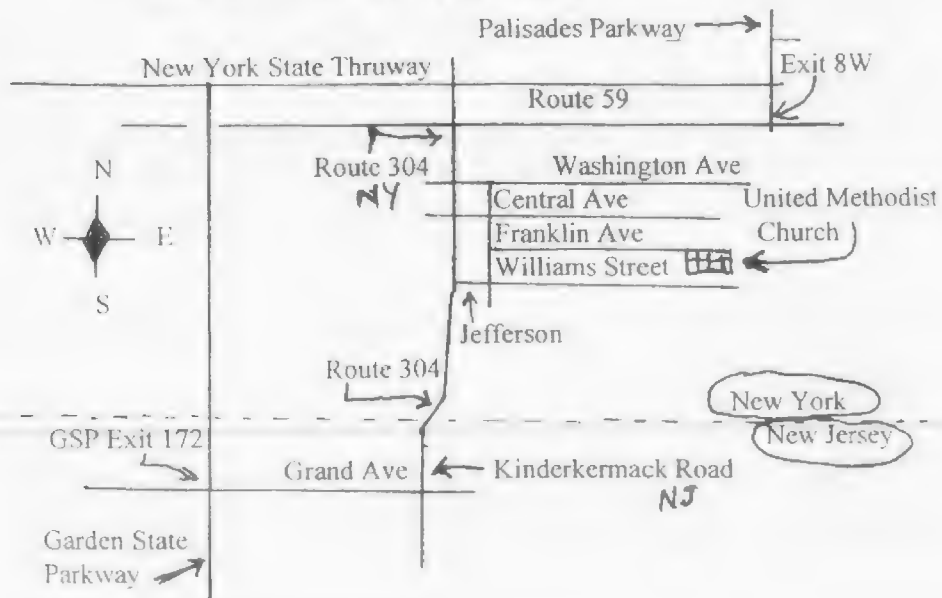 Palisades Parkway
New York State Thruway
Exit 8W
Route 59
Route 304
NY
Washington Ave
N
Central Ave
United Methodist
Church
W
E
Franklin Ave
Williams Street
S
Jefferson
Route 304
New York
GSP Exit 172
New Jersey
Grand Ave
Kinderkermack Road
NJ
Garden State
Parkway